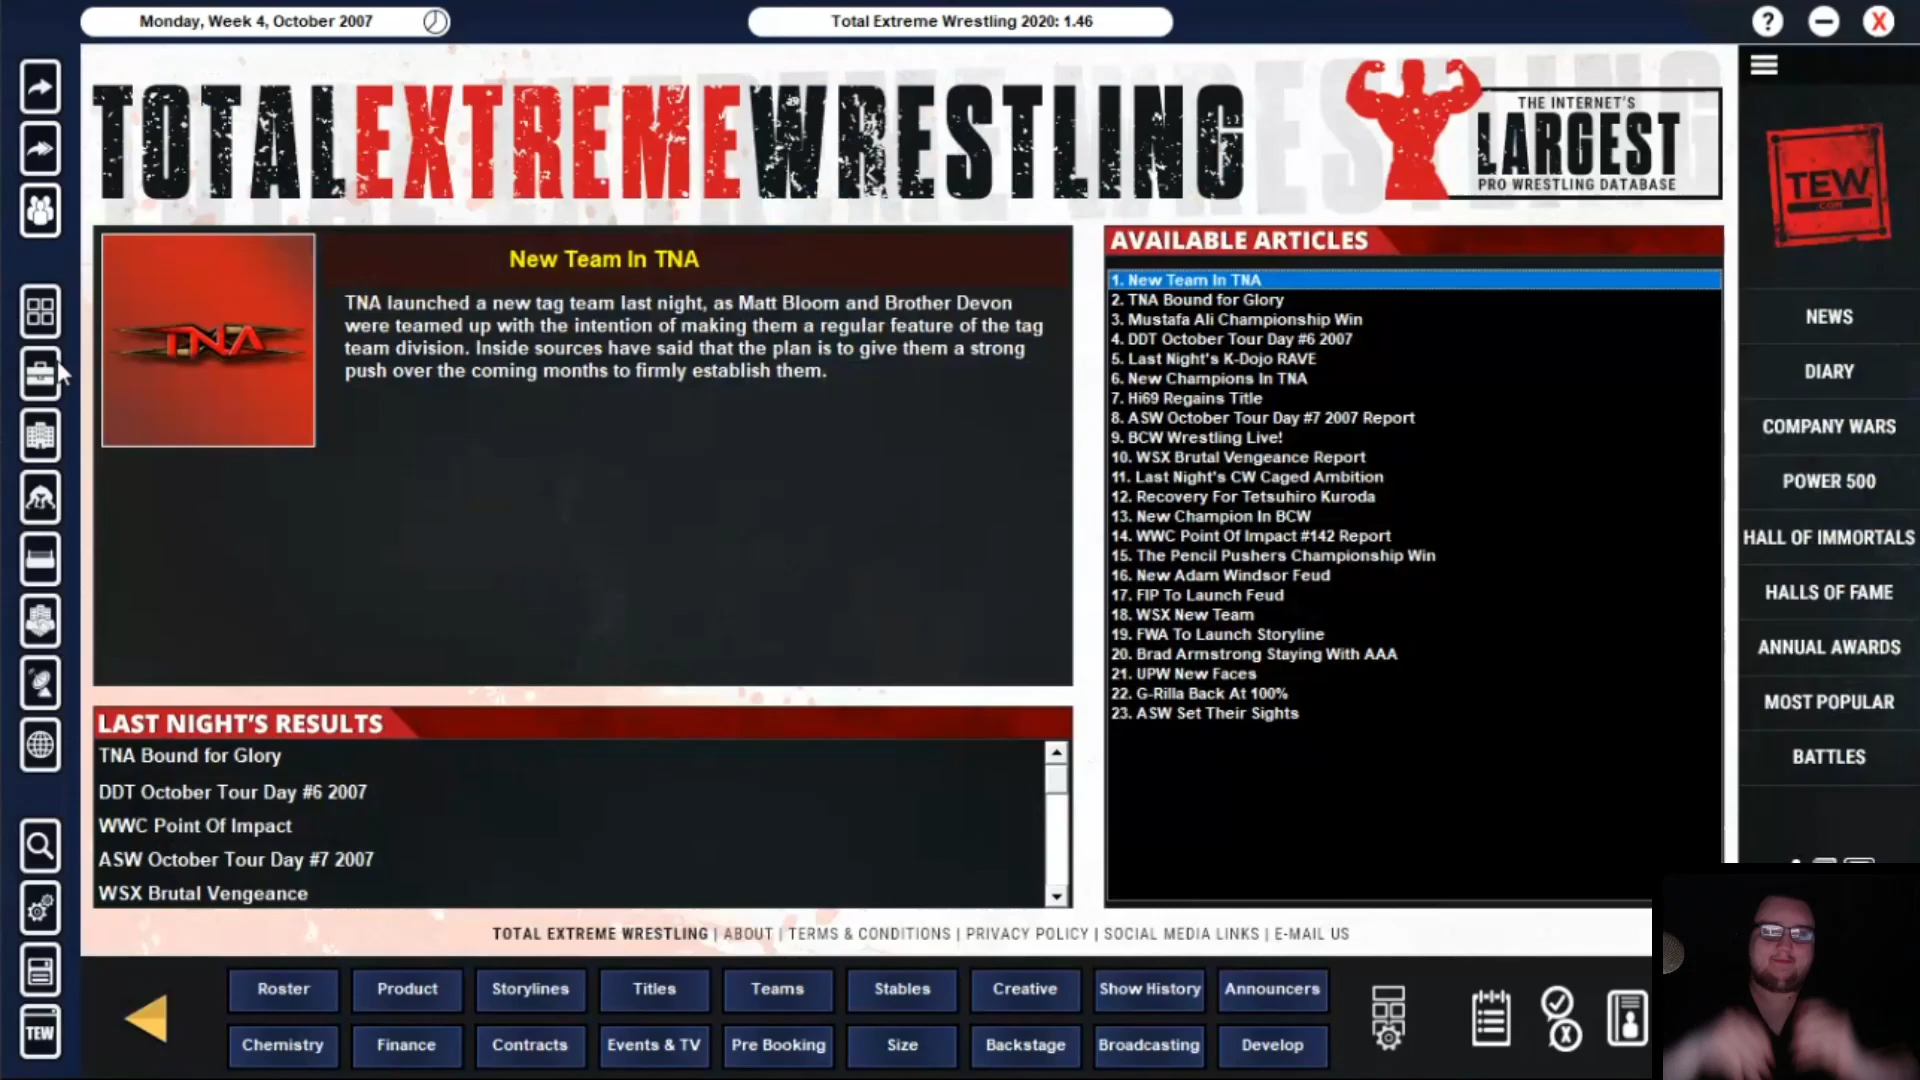 Monday, Week 4, October 2007
Total Extreme Wrestling 2020: 1.46
?
X
TOTALEXTREMEWRESTLING
THE INTERNET'S
LARGEST
PRO WRESTLING DATABASE
TEW
.COM
New Team In TNA
TNA
TNA launched a new tag team last night, as Matt Bloom and Brother Devon
were teamed up with the intention of making them a regular feature of the tag
team division. Inside sources have said that the plan is to give them a strong
push over the coming months to firmly establish them.
AVAILABLE ARTICLES
1. New Team In TNA
2. TNA Bound for Glory
3. Mustafa Ali Championship Win
4. DDT October Tour Day #6 2007
5. Last Night's K-Dojo RAVE
6. New Champions In TNA
7. Hi69 Regains Title
8. ASW October Tour Day #7 2007 Report
9. BCW Wrestling Live!
10. WSX Brutal Vengeance Report
11. Last Night's CW Caged Ambition
12. Recovery For Tetsuhiro Kuroda
13. New Champion In BCW
14. WWC Point Of Impact #142 Report
15. The Pencil Pushers Championship Win
16. New Adam Windsor Feud
17. FIP To Launch Feud
18. WSX New Team
19. FWA To Launch Storyline
20. Brad Armstrong Staying With AAA
21. UPW New Faces
22. G-Rilla Back At 100%
23. ASW Set Their Sights
NEWS
DIARY
COMPANY WARS
POWER 500
HALL OF IMMORTALS
HALLS OF FAME
ANNUAL AWARDS
MOST POPULAR
BATTLES
LAST NIGHT'S RESULTS
TNA Bound for Glory
DDT October Tour Day #6 2007
WWC Point Of Impact
ASW October Tour Day #7 2007
WSX Brutal Vengeance
TOTAL EXTREME WRESTLING | ABOUT | TERMS & CONDITIONS | PRIVACY POLICY | SOCIAL MEDIA LINKS | E-MAIL US
TEW
Roster
Product
Storylines
Titles
Teams
Stables
Creative
Show History
Announcers
Chemistry
Finance
Contracts
Events & TV
Pre Booking
Size
Backstage
Broadcasting
Develop